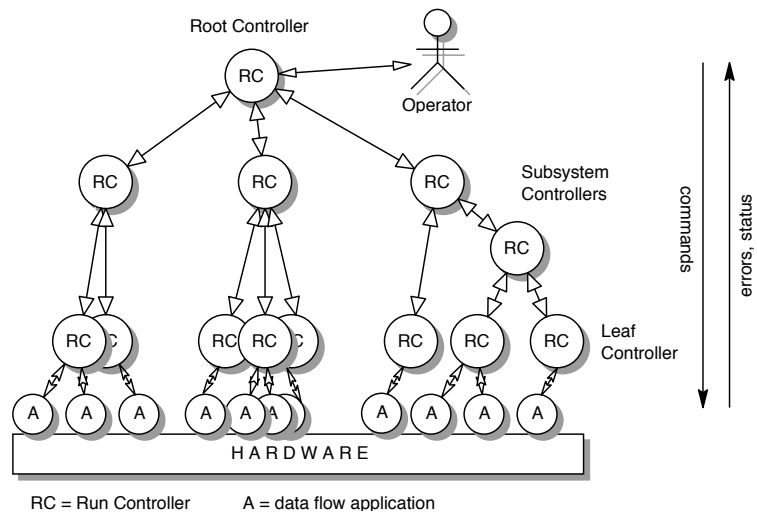 Root Controller
RC
Operator
RC
RC
RC
Subsystem
Controllers
RC
commands
errors, status
RC
C
RC
RC
C
RC
RC
RC
Leaf
Controller
A
A
A
A
A
A
A
A
A
A
HARDWARE
RC = Run Controller
A = data flow application